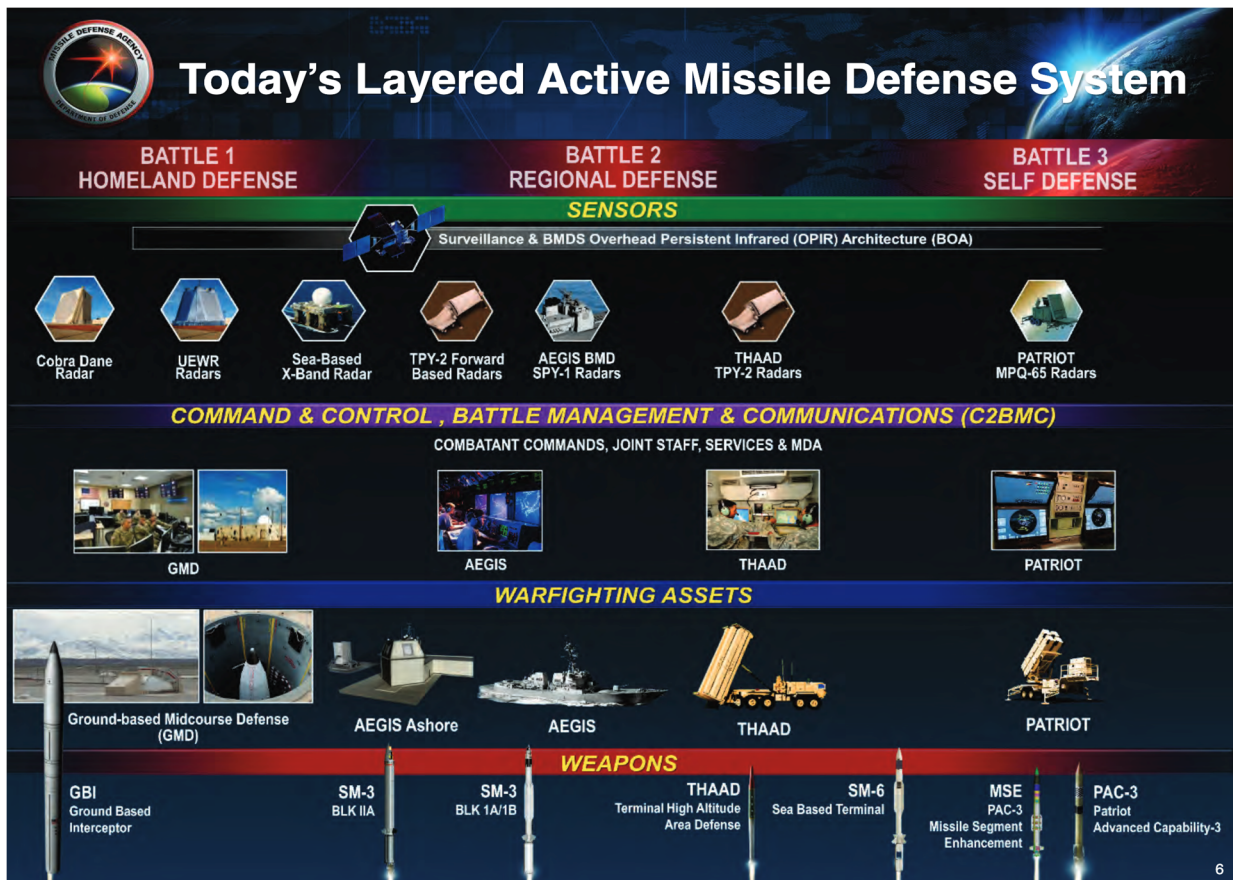 MISSILE DEFENSE AGENCY
DEPARTMENT OF DEFENSE
Today's Layered Active Missile Defense System
BATTLE 1
HOMELAND DEFENSE
BATTLE 2
REGIONAL DEFENSE
BATTLE 3
SELF DEFENSE
SENSORS
Surveillance & BMDS Overhead Persistent Infrared (OPIR) Architecture (BOA)
Cobra Dane
Radar
UEWR
Radars
Sea-Based
X-Band Radar
TPY-2 Forward
Based Radars
AEGIS BMD
SPY-1 Radars
THAAD
TPY-2 Radars
PATRIOT
MPQ-65 Radars
COMMAND & CONTROL , BATTLE MANAGEMENT & COMMUNICATIONS (C2BMC)
COMBATANT COMMANDS, JOINT STAFF, SERVICES & MDA
GMD
AEGIS
THAAD
PATRIOT
WARFIGHTING ASSETS
Ground-based Midcourse Defense
(GMD)
AEGIS Ashore
AEGIS
THAAD
PATRIOT
WEAPONS
GBI
Ground Based
Interceptor
SM-3
BLK IIA
SM-3
BLK 1A/1B
THAAD
Terminal High Altitude
Area Defense
SM-6
Sea Based Terminal
MSE
PAC-3
Missile Segment
Enhancement
PAC-3
Patriot
Advanced Capability-3
6